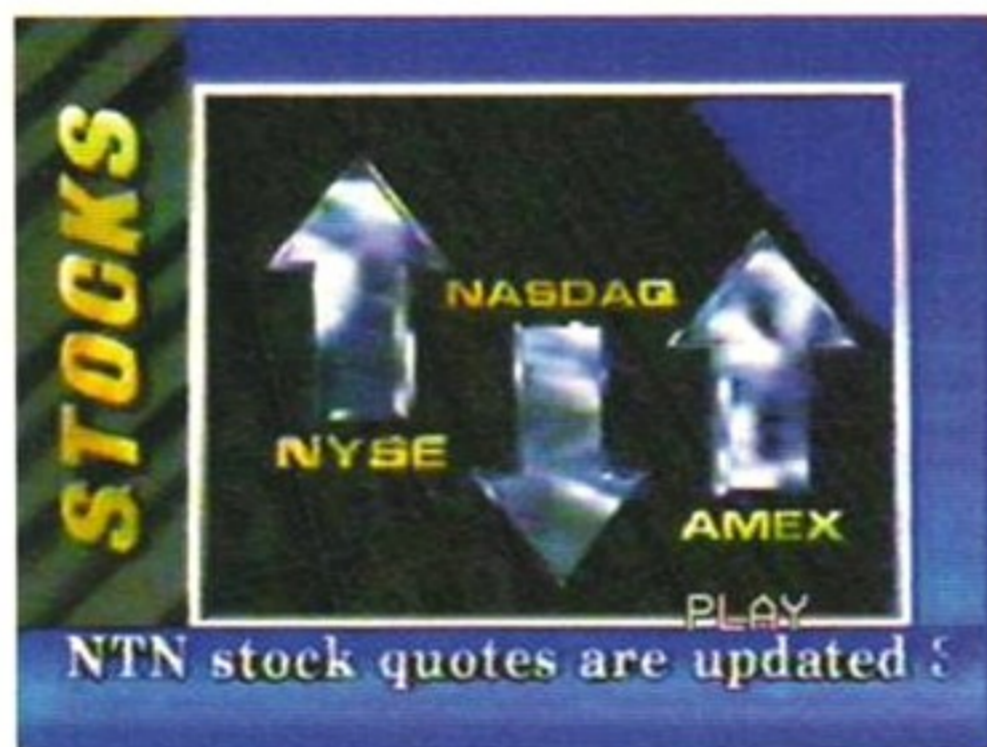 STOCKS
NASDAQ
NYSE
AMEX
PLAY
NTN stock quotes are updated